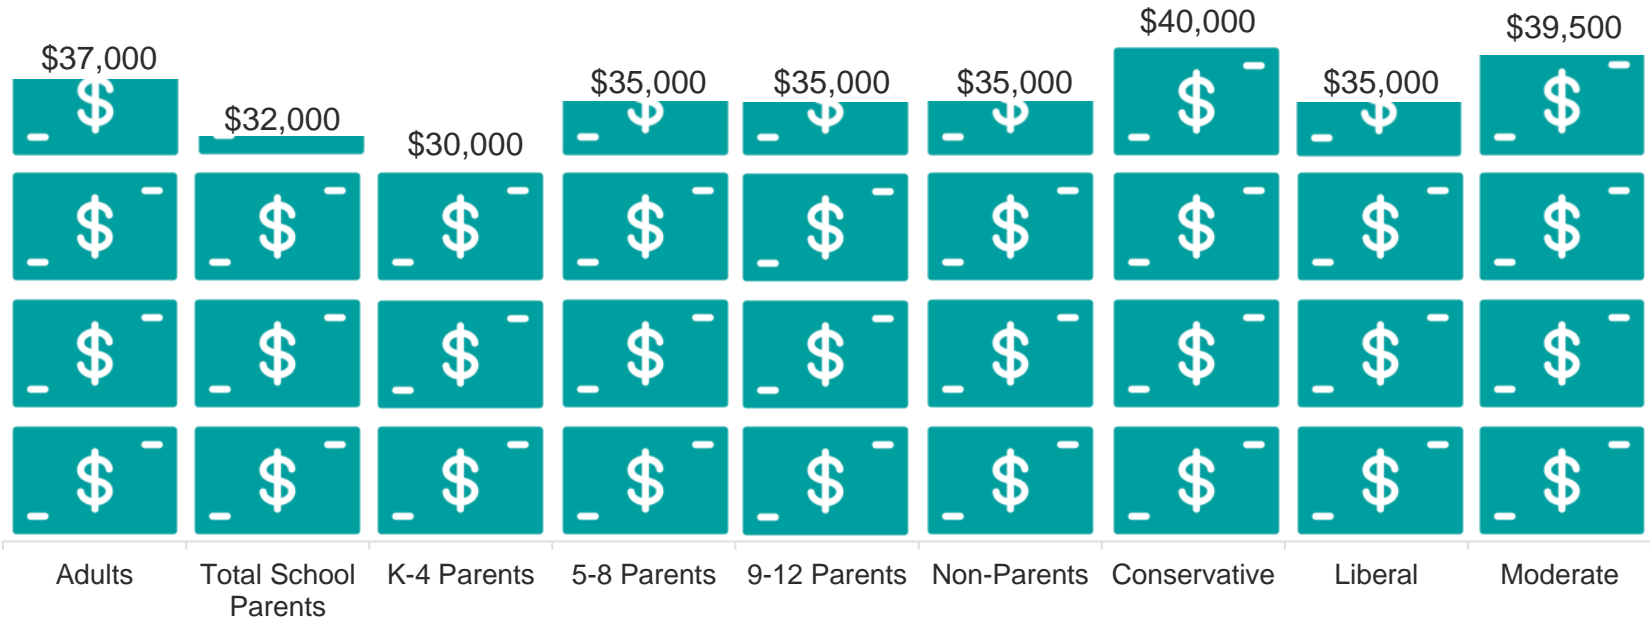 $37,000
$32,000
$30,000
$35,000
$35,000
$35,000
$40,000
$35,000
$39,500
Adults
Total School
Parents
K-4 Parents
5-8 Parents
9-12 Parents
Non-Parents
Conservative
Liberal
Moderate